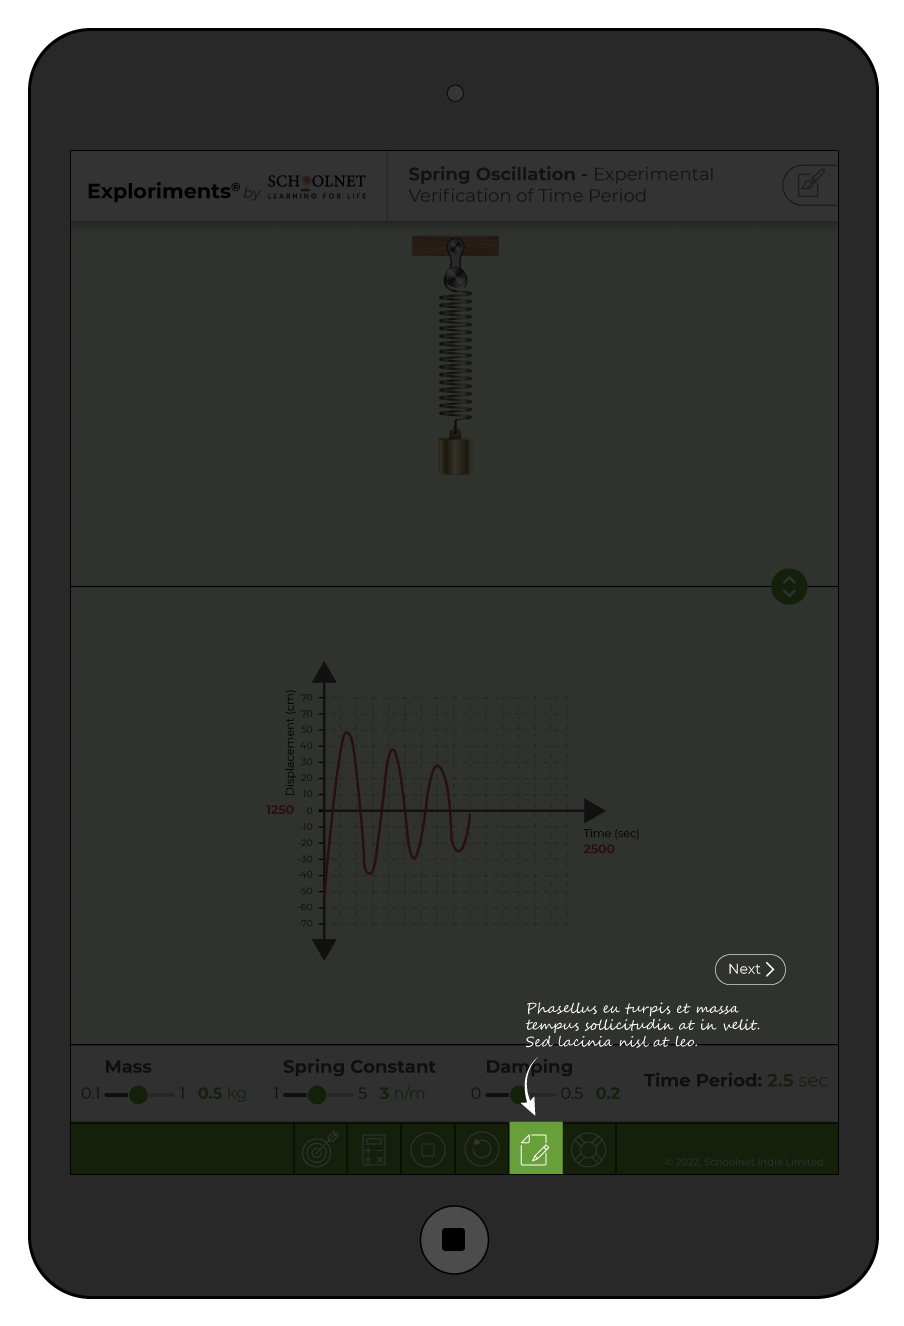 Exploriments® by SCHOOLNET
LEARNING FOR LIFE
Spring Oscillation - Experimental
Verification of Time Period
Displacement (cm)
70
70
50
40
30
20
10
1250 0
-10
-20
-30
-40
-50
-60
-70
Time (sec)
2500
Next
Phasellus eu turpis et massa
tempus sollicitudin at in velit.
Sed lacinia nisl at leo.
Mass
0.1 1 0.5 kg
Spring Constant
1 5 3 n/m
Damping
0 0.5 0.2
Time Period: 2.5 sec
© 2022, Schoolnet India Limited